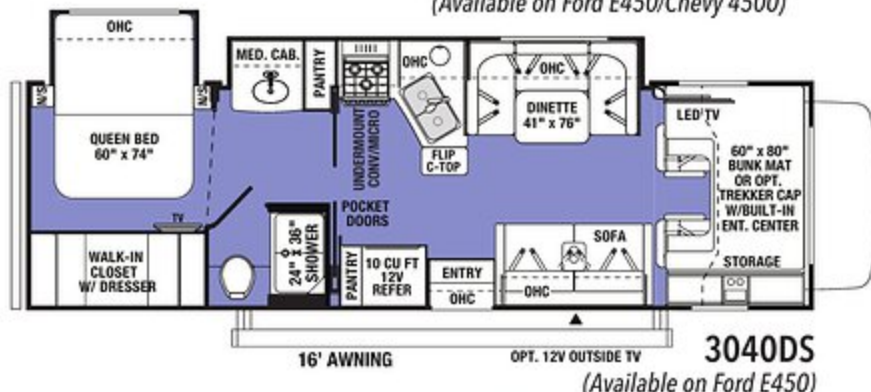 (Available on Ford E450/Chevy 4500)
OHC
N/S
N/S
QUEEN BED
60" x 74"
TV
WALK-IN
CLOSET
W/ DRESSER
MED. CAB.
PANTRY
OHC
UNDERMOUNT
CONV/MICRO
FLIP
C-TOP
POCKET
DOORS
24" x 36"
SHOWER
PANTRY
10 CU FT
12V
REFER
ENTRY
OHC
OHC
DINETTE
41" x 76"
SOFA
OHC
LED TV
60" x 80"
BUNK MAT
OR OPT.
TREKKER CAP
W/BUILT-IN
ENT. CENTER
STORAGE
16' AWNING
OPT. 12V OUTSIDE TV
3040DS
(Available on Ford E450)